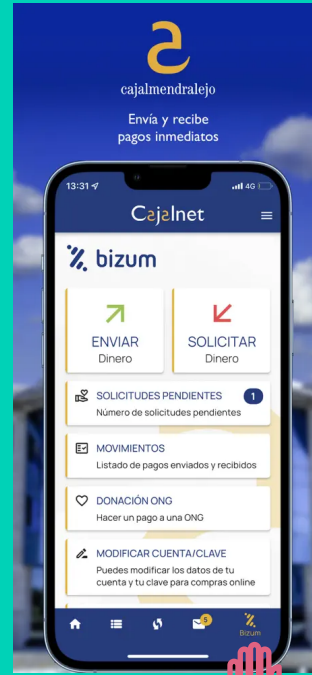 cajalmendralejo
Envía y recibe
pagos inmediatos
13:31
4G
Cajalnet
bizum
ENVIAR
Dinero
SOLICITAR
Dinero
SOLICITUDES PENDIENTES
1
Número de solicitudes pendientes
MOVIMIENTOS
Listado de pagos enviados y recibidos
DONACIÓN ONG
Hacer un pago a una ONG
MODIFICAR CUENTA/CLAVE
Puedes modificar los datos de tu
cuenta y tu clave para compras online
5
Bizum